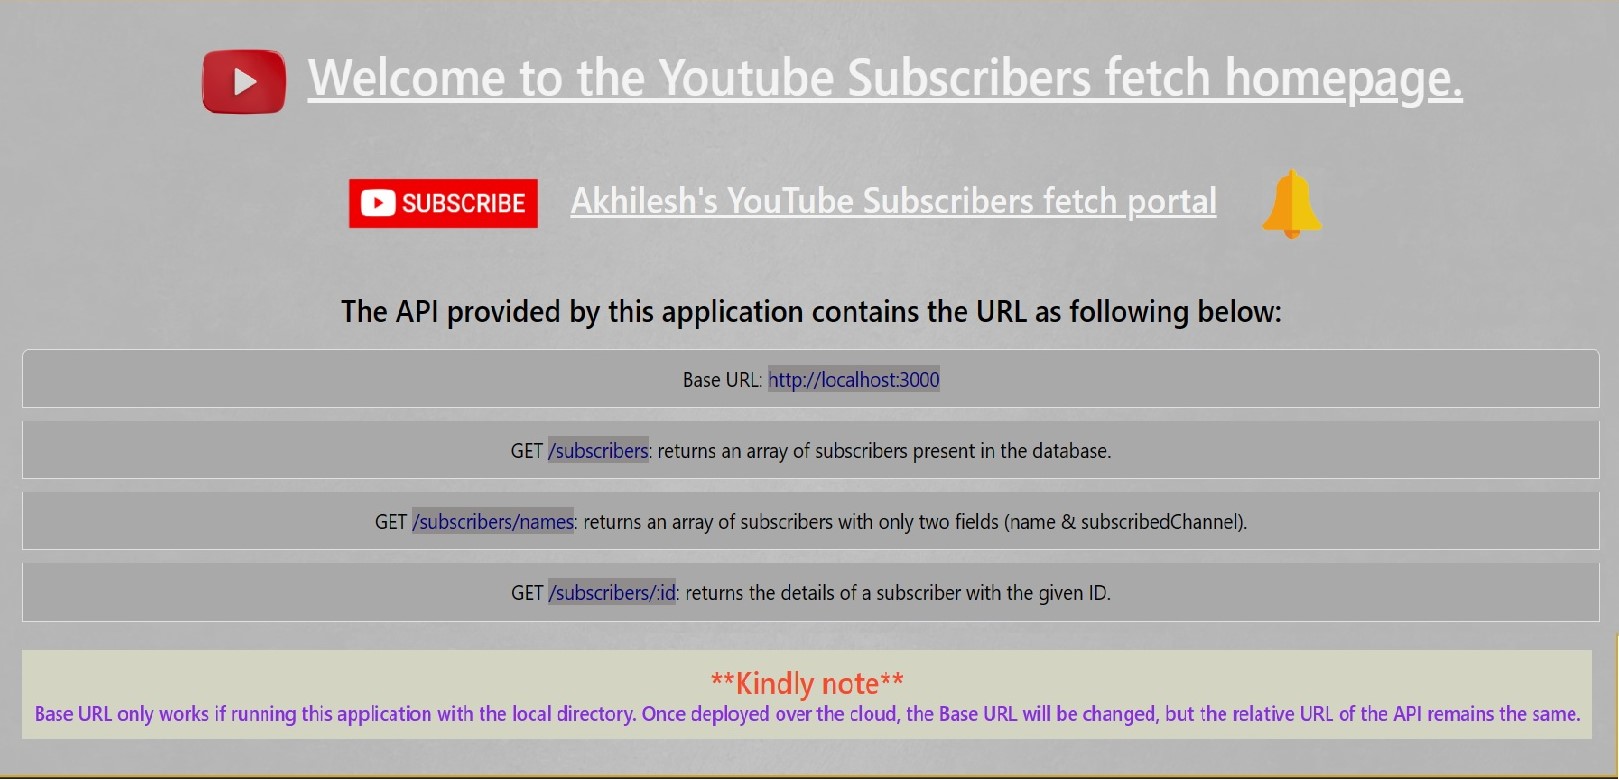 Welcome to the Youtube Subscribers fetch homepage.
SUBSCRIBE Akhilesh's YouTube Subscribers fetch portal
The API provided by this application contains the URL as following below:
Base URL: http://localhost:3000
GET /subscribers: returns an array of subscribers present in the database.
GET /subscribers/names: returns an array of subscribers with only two fields (name & subscribedChannel).
GET /subscribers/:id: returns the details of a subscriber with the given ID.
**Kindly note**
Base URL only works if running this application with the local directory. Once deployed over the cloud, the Base URL will be changed, but the relative URL of the API remains the same.